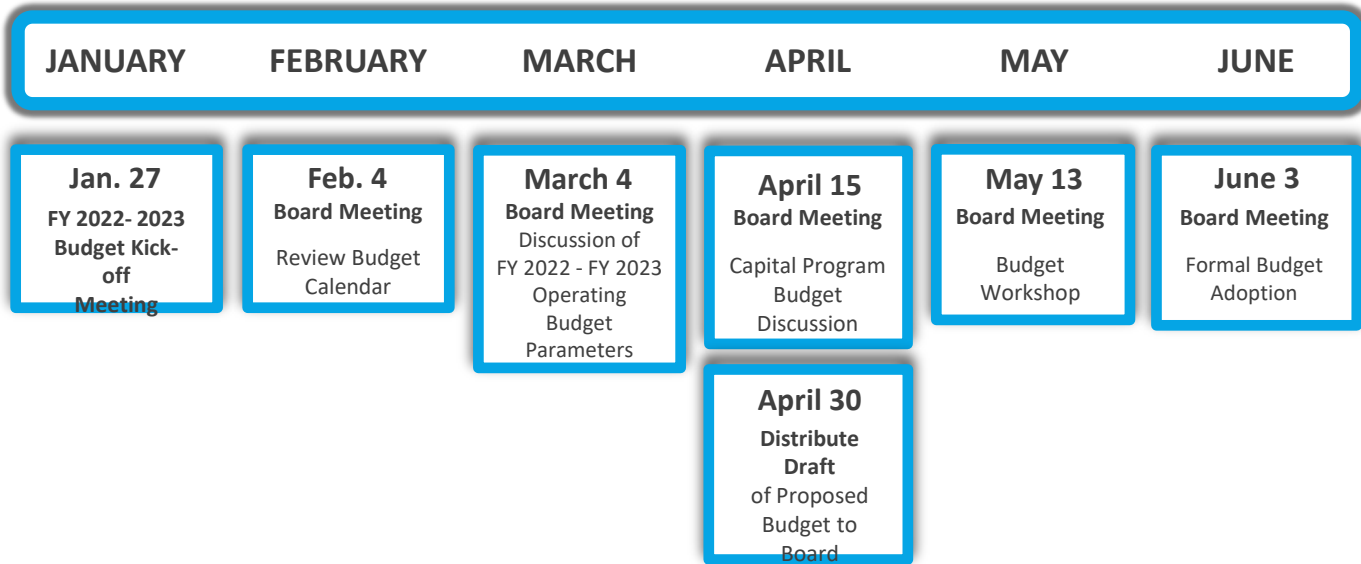 JANUARY FEBRUARY MARCH APRIL MAY JUNE
Jan. 27
FY 2022- 2023
Budget Kick-
off
Meeting
Feb. 4
Board Meeting
Review Budget
Calendar
March 4
Board Meeting
Discussion of
FY 2022 - FY 2023
Operating
Budget
Parameters
April 15
Board Meeting
Capital Program
Budget
Discussion
April 30
Distribute
Draft
of Proposed
Budget to
Board
May 13
Board Meeting
Budget
Workshop
June 3
Board Meeting
Formal Budget
Adoption